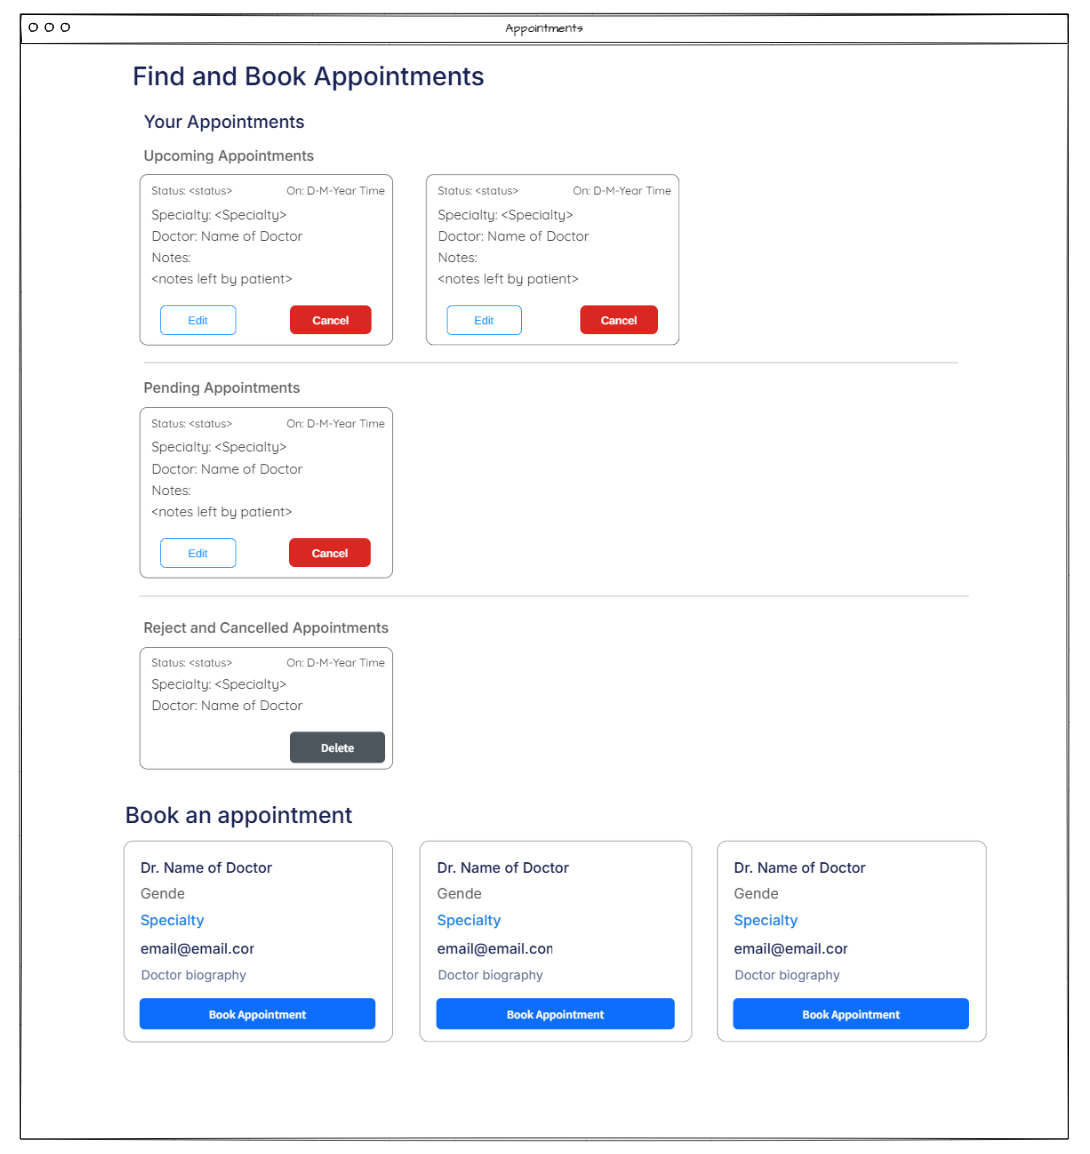 Appointments
Find and Book Appointments
Your Appointments
Upcoming Appointments
Status: <status> On: D-M-Year Time
Specialty: <Specialty>
Doctor: Name of Doctor
Notes:
<notes left by patient>
Edit Cancel
Status: <status> On: D-M-Year Time
Specialty: <Specialty>
Doctor: Name of Doctor
Notes:
<notes left by patient>
Edit Cancel
Pending Appointments
Status: <status> On: D-M-Year Time
Specialty: <Specialty>
Doctor: Name of Doctor
Notes:
<notes left by patient>
Edit Cancel
Reject and Cancelled Appointments
Status: <status> On: D-M-Year Time
Specialty: <Specialty>
Doctor: Name of Doctor
Delete
Book an appointment
Dr. Name of Doctor
Gende
Specialty
email@email.cor
Doctor biography
Book Appointment
Dr. Name of Doctor
Gende
Specialty
email@email.con
Doctor biography
Book Appointment
Dr. Name of Doctor
Gende
Specialty
email@email.cor
Doctor biography
Book Appointment